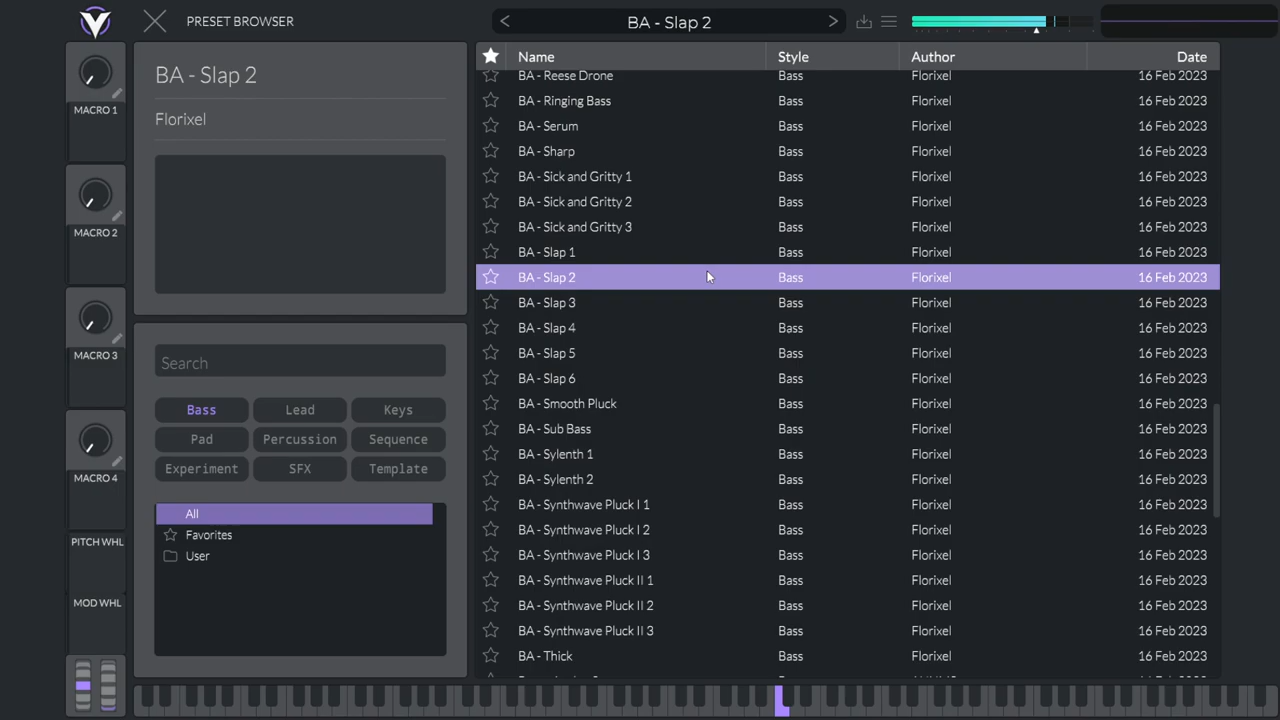 PRESET BROWSER
BA - Slap 2
MACRO 1
MACRO 2
MACRO 3
MACRO 4
PITCH WHL
MOD WHL
BA - Slap 2
Florixel
Search
Bass Lead Keys
Pad Percussion Sequence
Experiment SFX Template
All
Favorites
User
Name Style Author Date
BA - Reese Drone Bass Florixel 16 Feb 2023
BA - Ringing Bass Bass Florixel 16 Feb 2023
BA - Serum Bass Florixel 16 Feb 2023
BA - Sharp Bass Florixel 16 Feb 2023
BA - Sick and Gritty 1 Bass Florixel 16 Feb 2023
BA - Sick and Gritty 2 Bass Florixel 16 Feb 2023
BA - Sick and Gritty 3 Bass Florixel 16 Feb 2023
BA - Slap 1 Bass Florixel 16 Feb 2023
BA - Slap 2 Bass Florixel 16 Feb 2023
BA - Slap 3 Bass Florixel 16 Feb 2023
BA - Slap 4 Bass Florixel 16 Feb 2023
BA - Slap 5 Bass Florixel 16 Feb 2023
BA - Slap 6 Bass Florixel 16 Feb 2023
BA - Smooth Pluck Bass Florixel 16 Feb 2023
BA - Sub Bass Bass Florixel 16 Feb 2023
BA - Sylenth 1 Bass Florixel 16 Feb 2023
BA - Sylenth 2 Bass Florixel 16 Feb 2023
BA - Synthwave Pluck I 1 Bass Florixel 16 Feb 2023
BA - Synthwave Pluck I 2 Bass Florixel 16 Feb 2023
BA - Synthwave Pluck I 3 Bass Florixel 16 Feb 2023
BA - Synthwave Pluck II 1 Bass Florixel 16 Feb 2023
BA - Synthwave Pluck II 2 Bass Florixel 16 Feb 2023
BA - Synthwave Pluck II 3 Bass Florixel 16 Feb 2023
BA - Thick Bass Florixel 16 Feb 2023